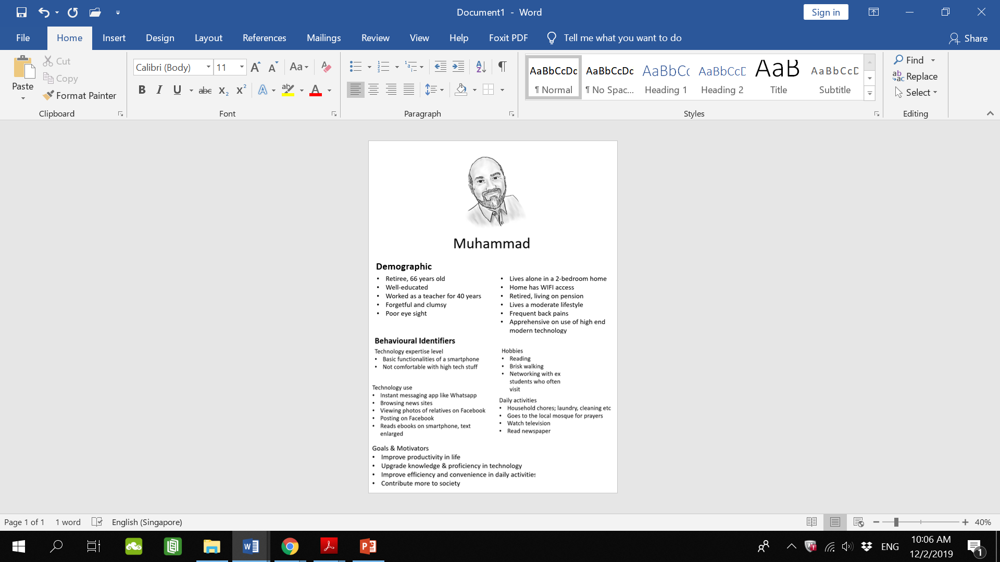 Document1 - Word
Sign in
File Home Insert Design Layout References Mailings Review View Help Foxit PDF Tell me what you want to do Share
Paste
Cut
Copy
Format Painter
Clipboard
Calibri (Body) 11
Font
Paragraph
AaBbCcDc AaBbCcDc AaBbCc AaBbCcD AaB AaBbCcD
¶ Normal ¶ No Spac... Heading 1 Heading 2 Title Subtitle
Styles
Find
Replace
Select
Editing
Muhammad
Demographic
• Retiree, 66 years old
• Well-educated
• Worked as a teacher for 40 years
• Forgetful and clumsy
• Poor eye sight
• Lives alone in a 2-bedroom home
• Home has WIFI access
• Retired, living on pension
• Lives a moderate lifestyle
• Frequent back pains
• Apprehensive on use of high end
modern technology
Behavioural Identifiers
Technology expertise level
• Basic functionalities of a smartphone
• Not comfortable with high tech stuff
Hobbies
• Reading
• Brisk walking
• Networking with ex
students who often
visit
Technology use
• Instant messaging app like Whatsapp
• Browsing news sites
• Viewing photos of relatives on Facebook
• Posting on Facebook
• Reads ebooks on smartphone, text
enlarged
Daily activities
• Household chores; laundry, cleaning etc
• Goes to the local mosque for prayers
• Watch television
• Read newspaper
Goals & Motivators
• Improve productivity in life
• Upgrade knowledge & proficiency in technology
• Improve efficiency and convenience in daily activities
• Contribute more to society
Page 1 of 1 1 word English (Singapore) 40%
ENG
10:06 AM
12/2/2019
1